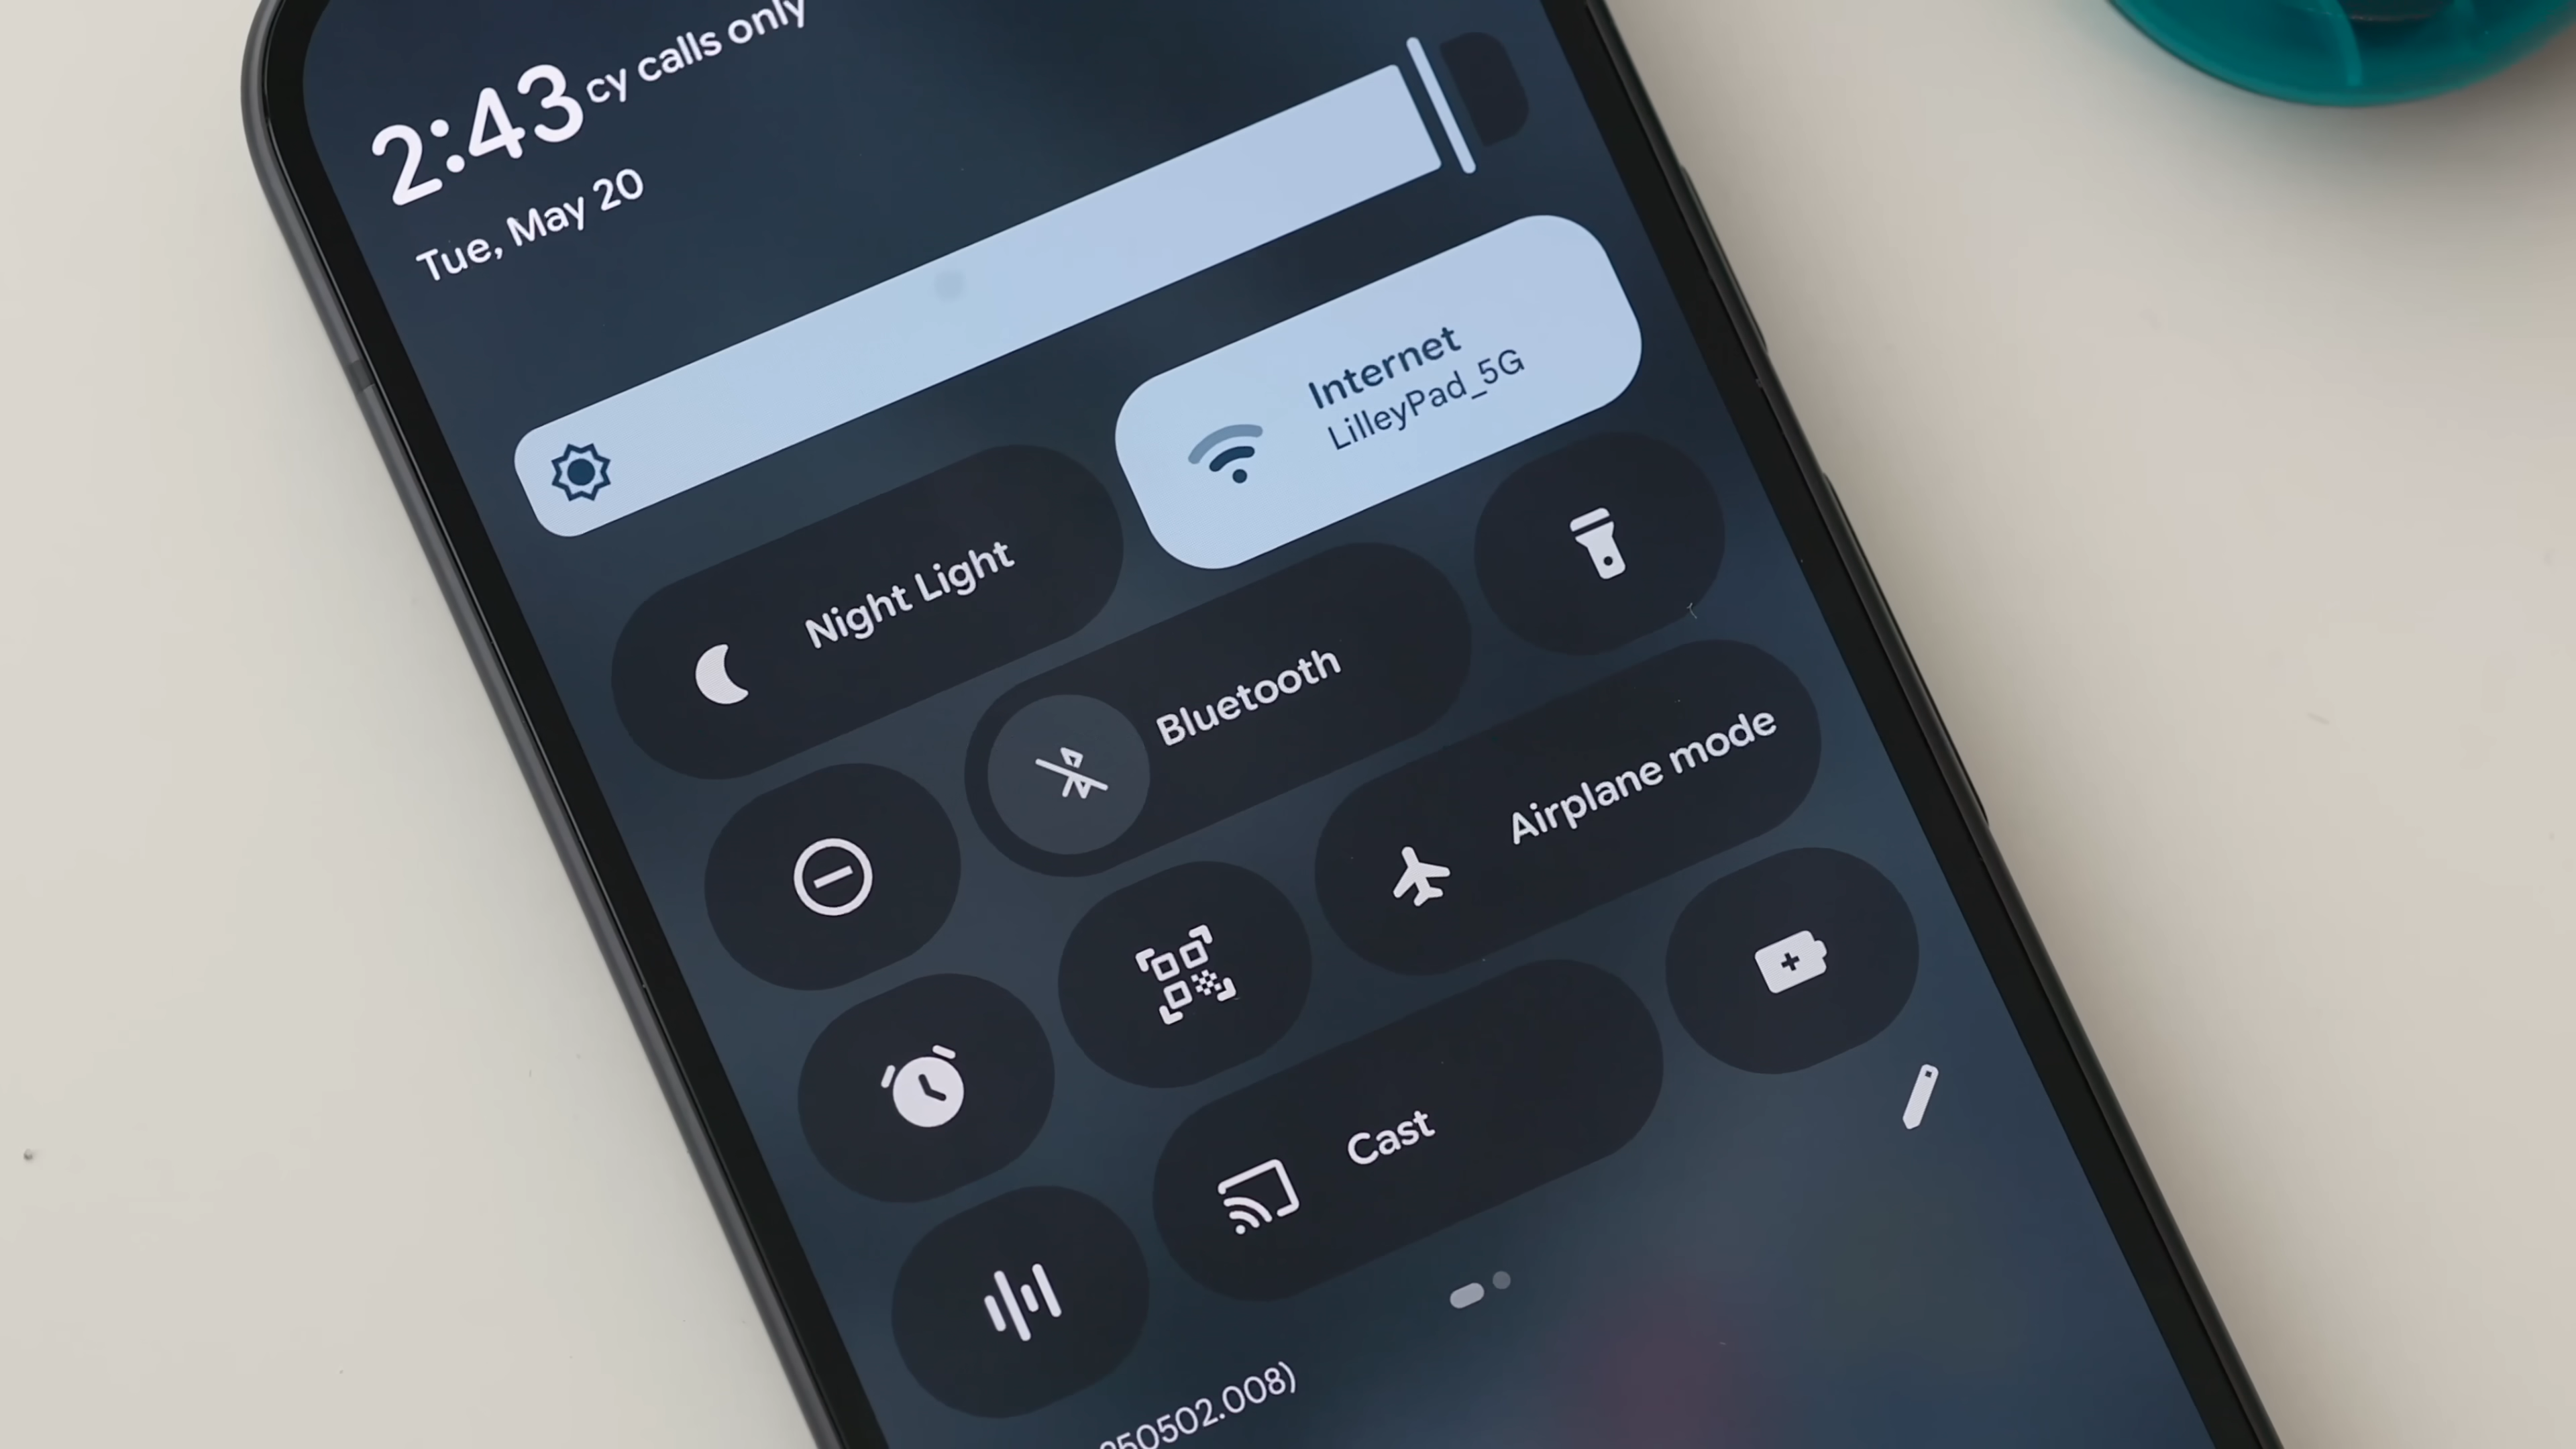 2:43 cy calls only
Tue, May 20
Internet
LilleyPad_5G
Night Light
Bluetooth
Airplane mode
Cast
250502.008)